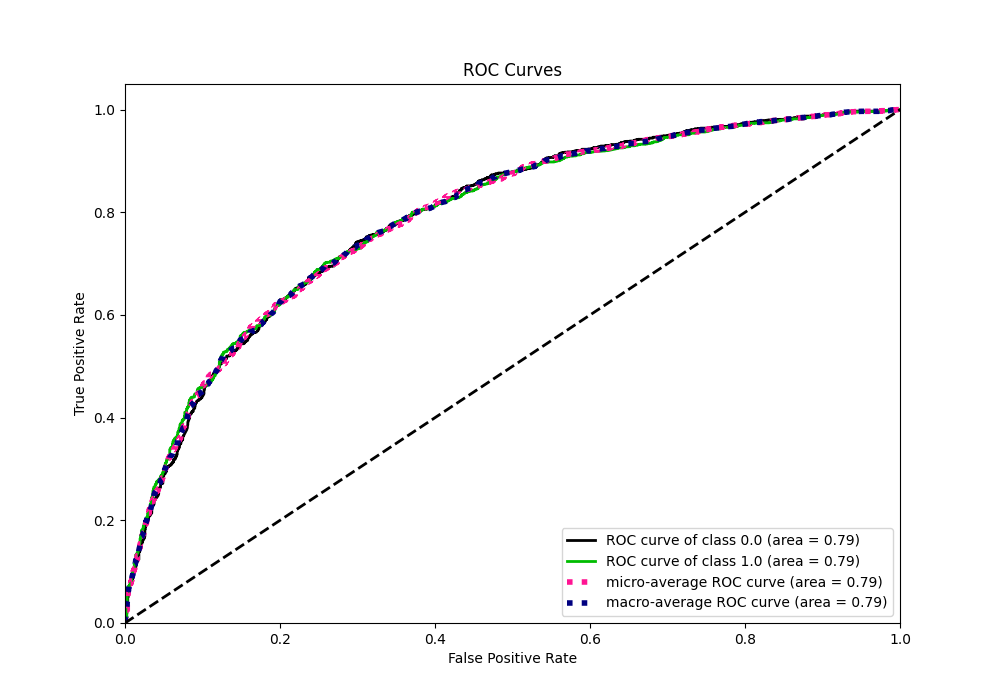 ROC Curves
1.0
0.8
0.6
0.4
0.2
0.0
True Positive Rate
ROC curve of class 0.0 (area = 0.79)
ROC curve of class 1.0 (area = 0.79)
micro-average ROC curve (area = 0.79)
macro-average ROC curve (area = 0.79)
0.0 0.2 0.4 0.6 0.8 1.0
False Positive Rate